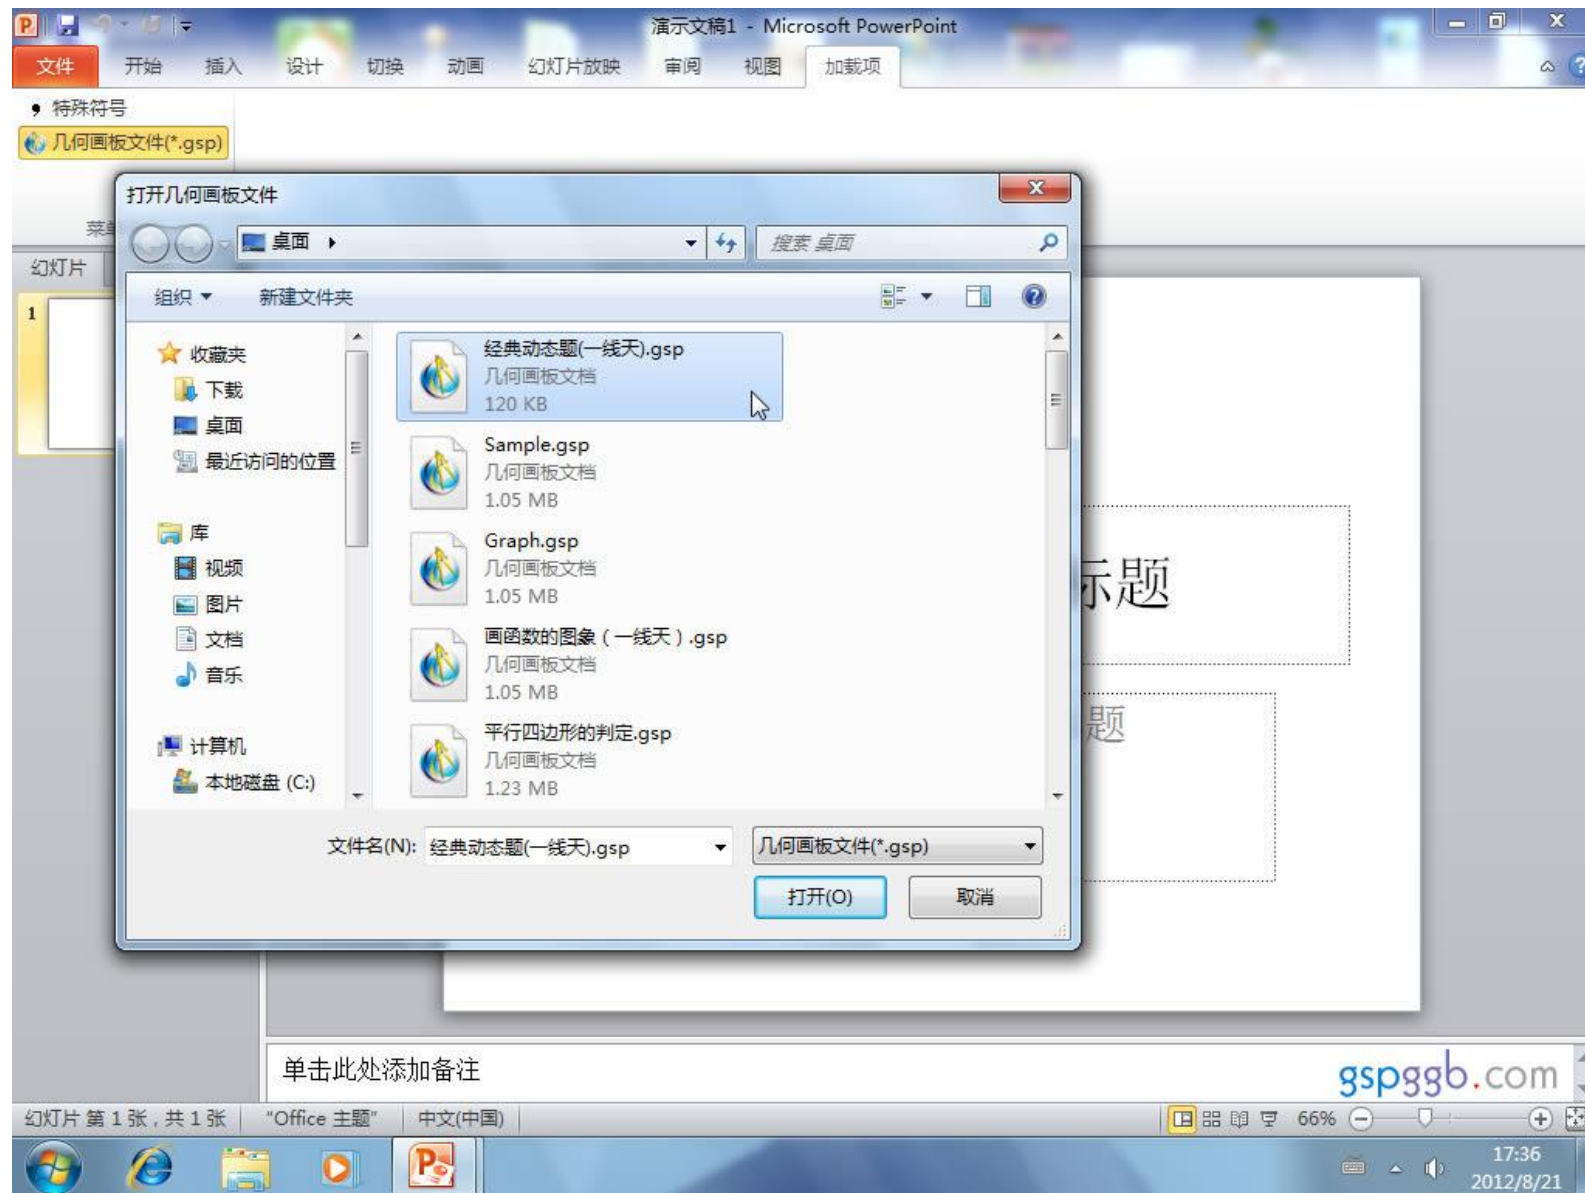 演示文稿1 - Microsoft PowerPoint
文件 开始 插入 设计 切换 动画 幻灯片放映 审阅 视图 加载项
特殊符号
几何画板文件(*.gsp)
打开几何画板文件
桌面
搜索 桌面
幻灯片
组织 新建文件夹
1
收藏夹
下载
桌面
最近访问的位置
库
视频
图片
文档
音乐
计算机
本地磁盘 (C:)
经典动态题(一线天).gsp
几何画板文档
120 KB
Sample.gsp
几何画板文档
1.05 MB
Graph.gsp
几何画板文档
1.05 MB
画函数的图象（一线天）.gsp
几何画板文档
1.05 MB
平行四边形的判定.gsp
几何画板文档
1.23 MB
标题
题
文件名(N): 经典动态题(一线天).gsp 几何画板文件(*.gsp)
打开(O) 取消
单击此处添加备注
gspggb.com
幻灯片 第 1 张，共 1 张 "Office 主题" 中文(中国) 66%
17:36
2012/8/21